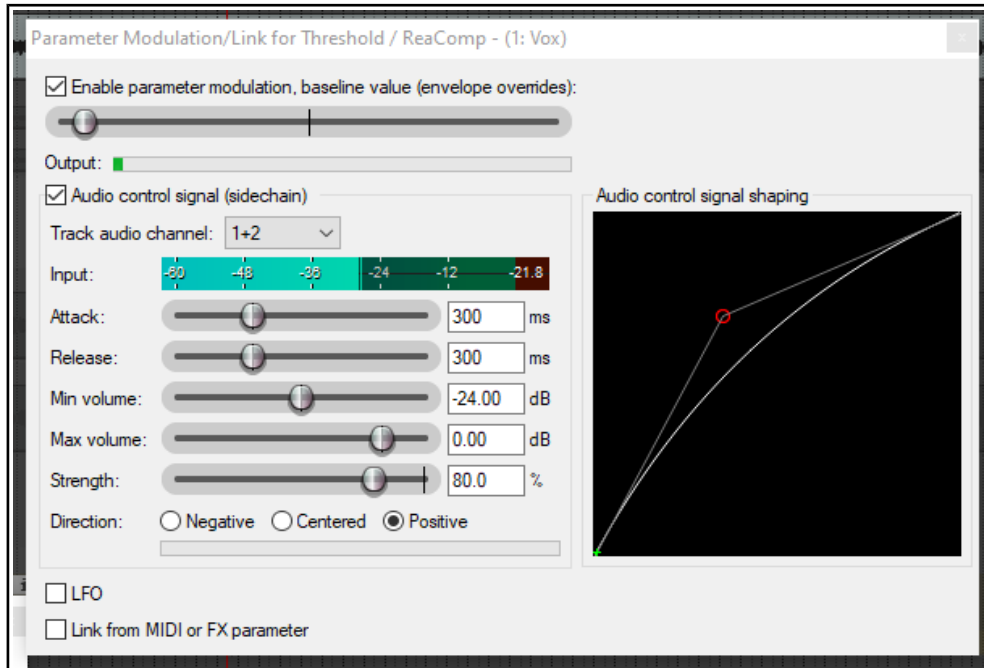 Parameter Modulation/Link for Threshold / ReaComp - (1: Vox)
x
Enable parameter modulation, baseline value (envelope overrides):
Output:
Audio control signal (sidechain)
Audio control signal shaping
Track audio channel: 1+2
Input: -60 -48 -36 -24 -12 -21.8
Attack: 300 ms
Release: 300 ms
Min volume: -24.00 dB
Max volume: 0.00 dB
Strength: 80.0 %
Direction: Negative Centered Positive
LFO
Link from MIDI or FX parameter